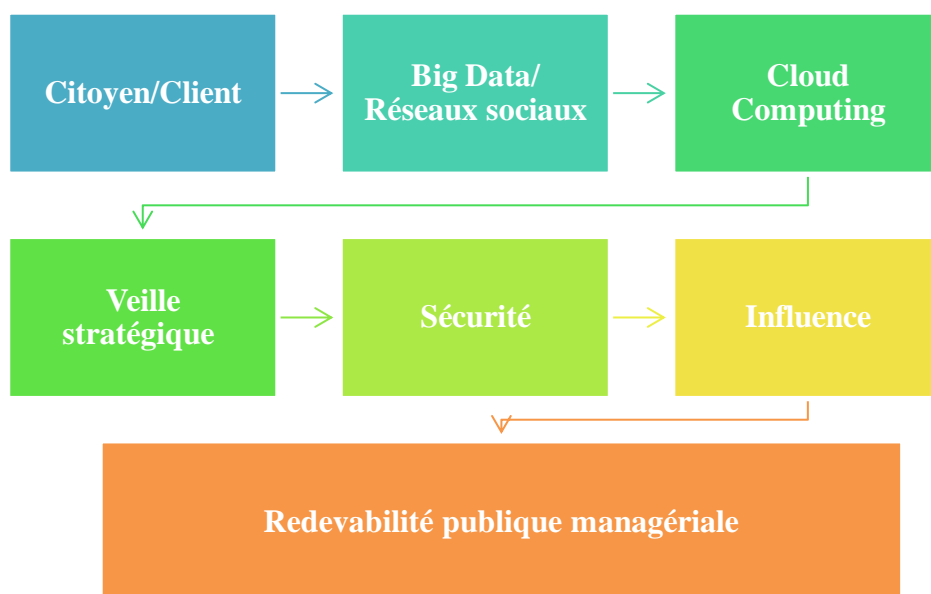 Citoyen/Client
Big Data/
Réseaux sociaux
Cloud
Computing
Veille
stratégique
Sécurité
Influence
Redevabilité publique managériale